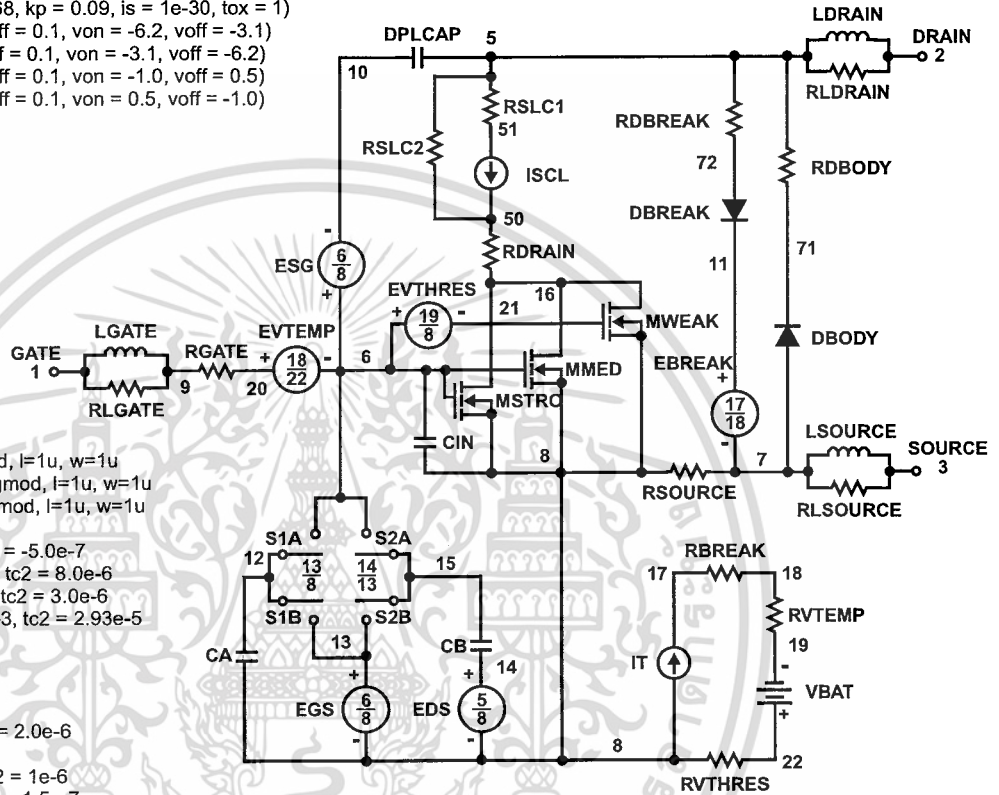 68, kp = 0.09, is = 1e-30, tox = 1)
ff = 0.1, von = -6.2, voff = -3.1)
f = 0.1, von = -3.1, voff = -6.2)
ff = 0.1, von = -1.0, voff = 0.5)
ff = 0.1, von = 0.5, voff = -1.0)
LDRAIN
DPLCAP
5
DRAIN
2
10
RLDRAIN
RSLC1
51
RDBREAK
RSLC2
72
RDBODY
ISCL
DBREAK
50
RDRAIN
71
11
ESG
6
8
-
+
EVTHRES
16
21
+
19
8
-
MWEAK
LGATE
EVTEMP
GATE
1
RGATE
+
18
22
-
6
MMED
EBREAK
DBODY
9
20
+
MSTRO
RLGATE
17
18
-
LSOURCE
CIN
SOURCE
8
7
3
RSOURCE
RLSOURCE
d, l=1u, w=1u
gmod, l=1u, w=1u
mod, l=1u, w=1u
S1A
S2A
RBREAK
= -5.0e-7
12
13
8
14
13
15
17
18
tc2 = 8.0e-6
tc2 = 3.0e-6
RVTEMP
-3, tc2 = 2.93e-5
S1B
S2B
13
CB
19
CA
14
IT
-
+
+
VBAT
EGS
6
8
EDS
5
8
+
= 2.0e-6
-
-
8
22
2 = 1e-6
RVTHRES